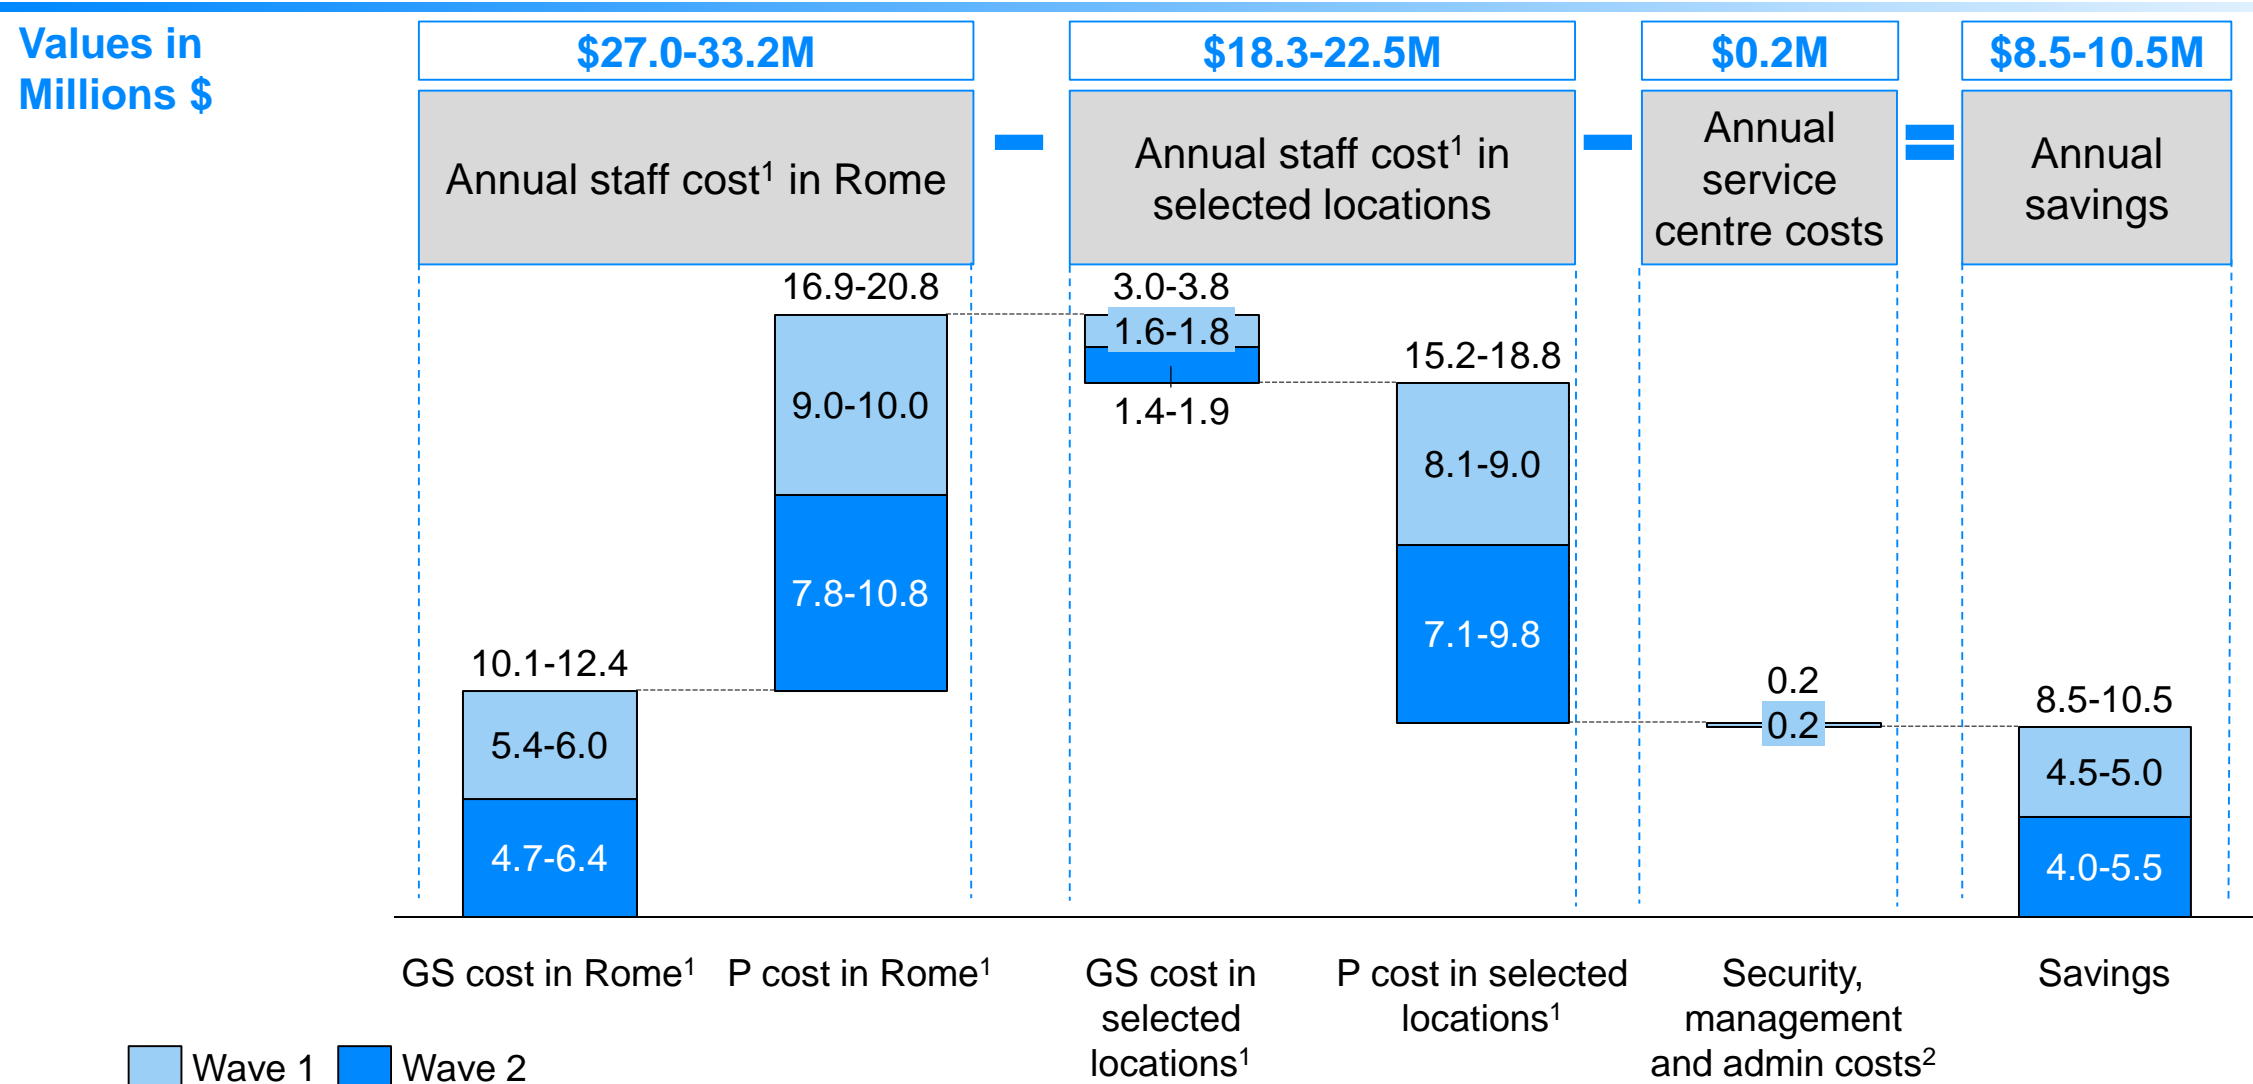 Values in
Millions $
$27.0-33.2M
$18.3-22.5M
$0.2M
$8.5-10.5M
Annual staff cost¹ in Rome
Annual staff cost¹ in
selected locations
Annual
service
centre costs
Annual
savings
16.9-20.8
9.0-10.0
7.8-10.8
10.1-12.4
5.4-6.0
4.7-6.4
3.0-3.8
1.6-1.8
1.4-1.9
15.2-18.8
8.1-9.0
7.1-9.8
0.2
0.2
8.5-10.5
4.5-5.0
4.0-5.5
GS cost in Rome¹
P cost in Rome¹
GS cost in
selected
locations¹
P cost in selected
locations¹
Security,
management
and admin costs²
Savings
Wave 1
Wave 2